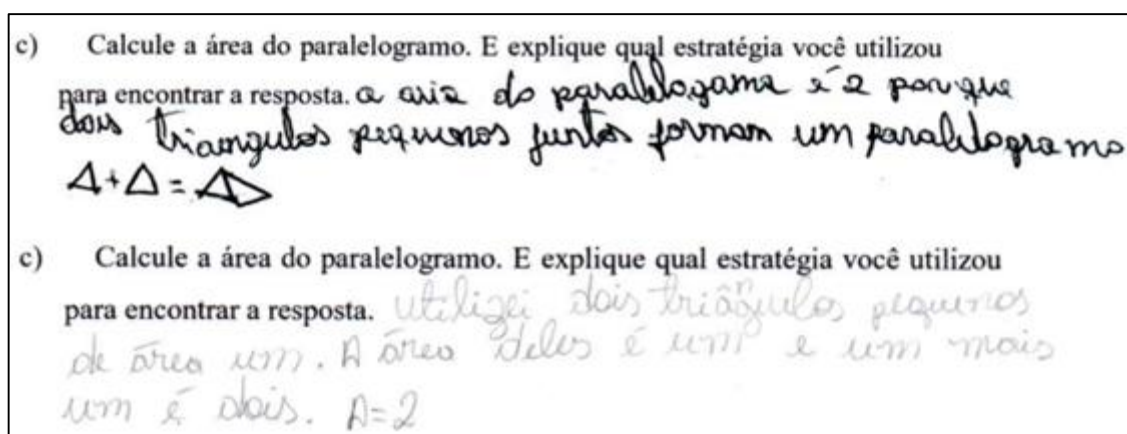 c) Calcule a área do paralelogramo. E explique qual estratégia você utilizou
para encontrar a resposta. a aria do paralelogama é 2 porque
dois triangulos pequenos juntos formam um paralelogramo
Δ+Δ=
c) Calcule a área do paralelogramo. E explique qual estratégia você utilizou
para encontrar a resposta. utilizei dois triângulos pequenos
de área um. A área deles é um e um mais
um é dois. A=2